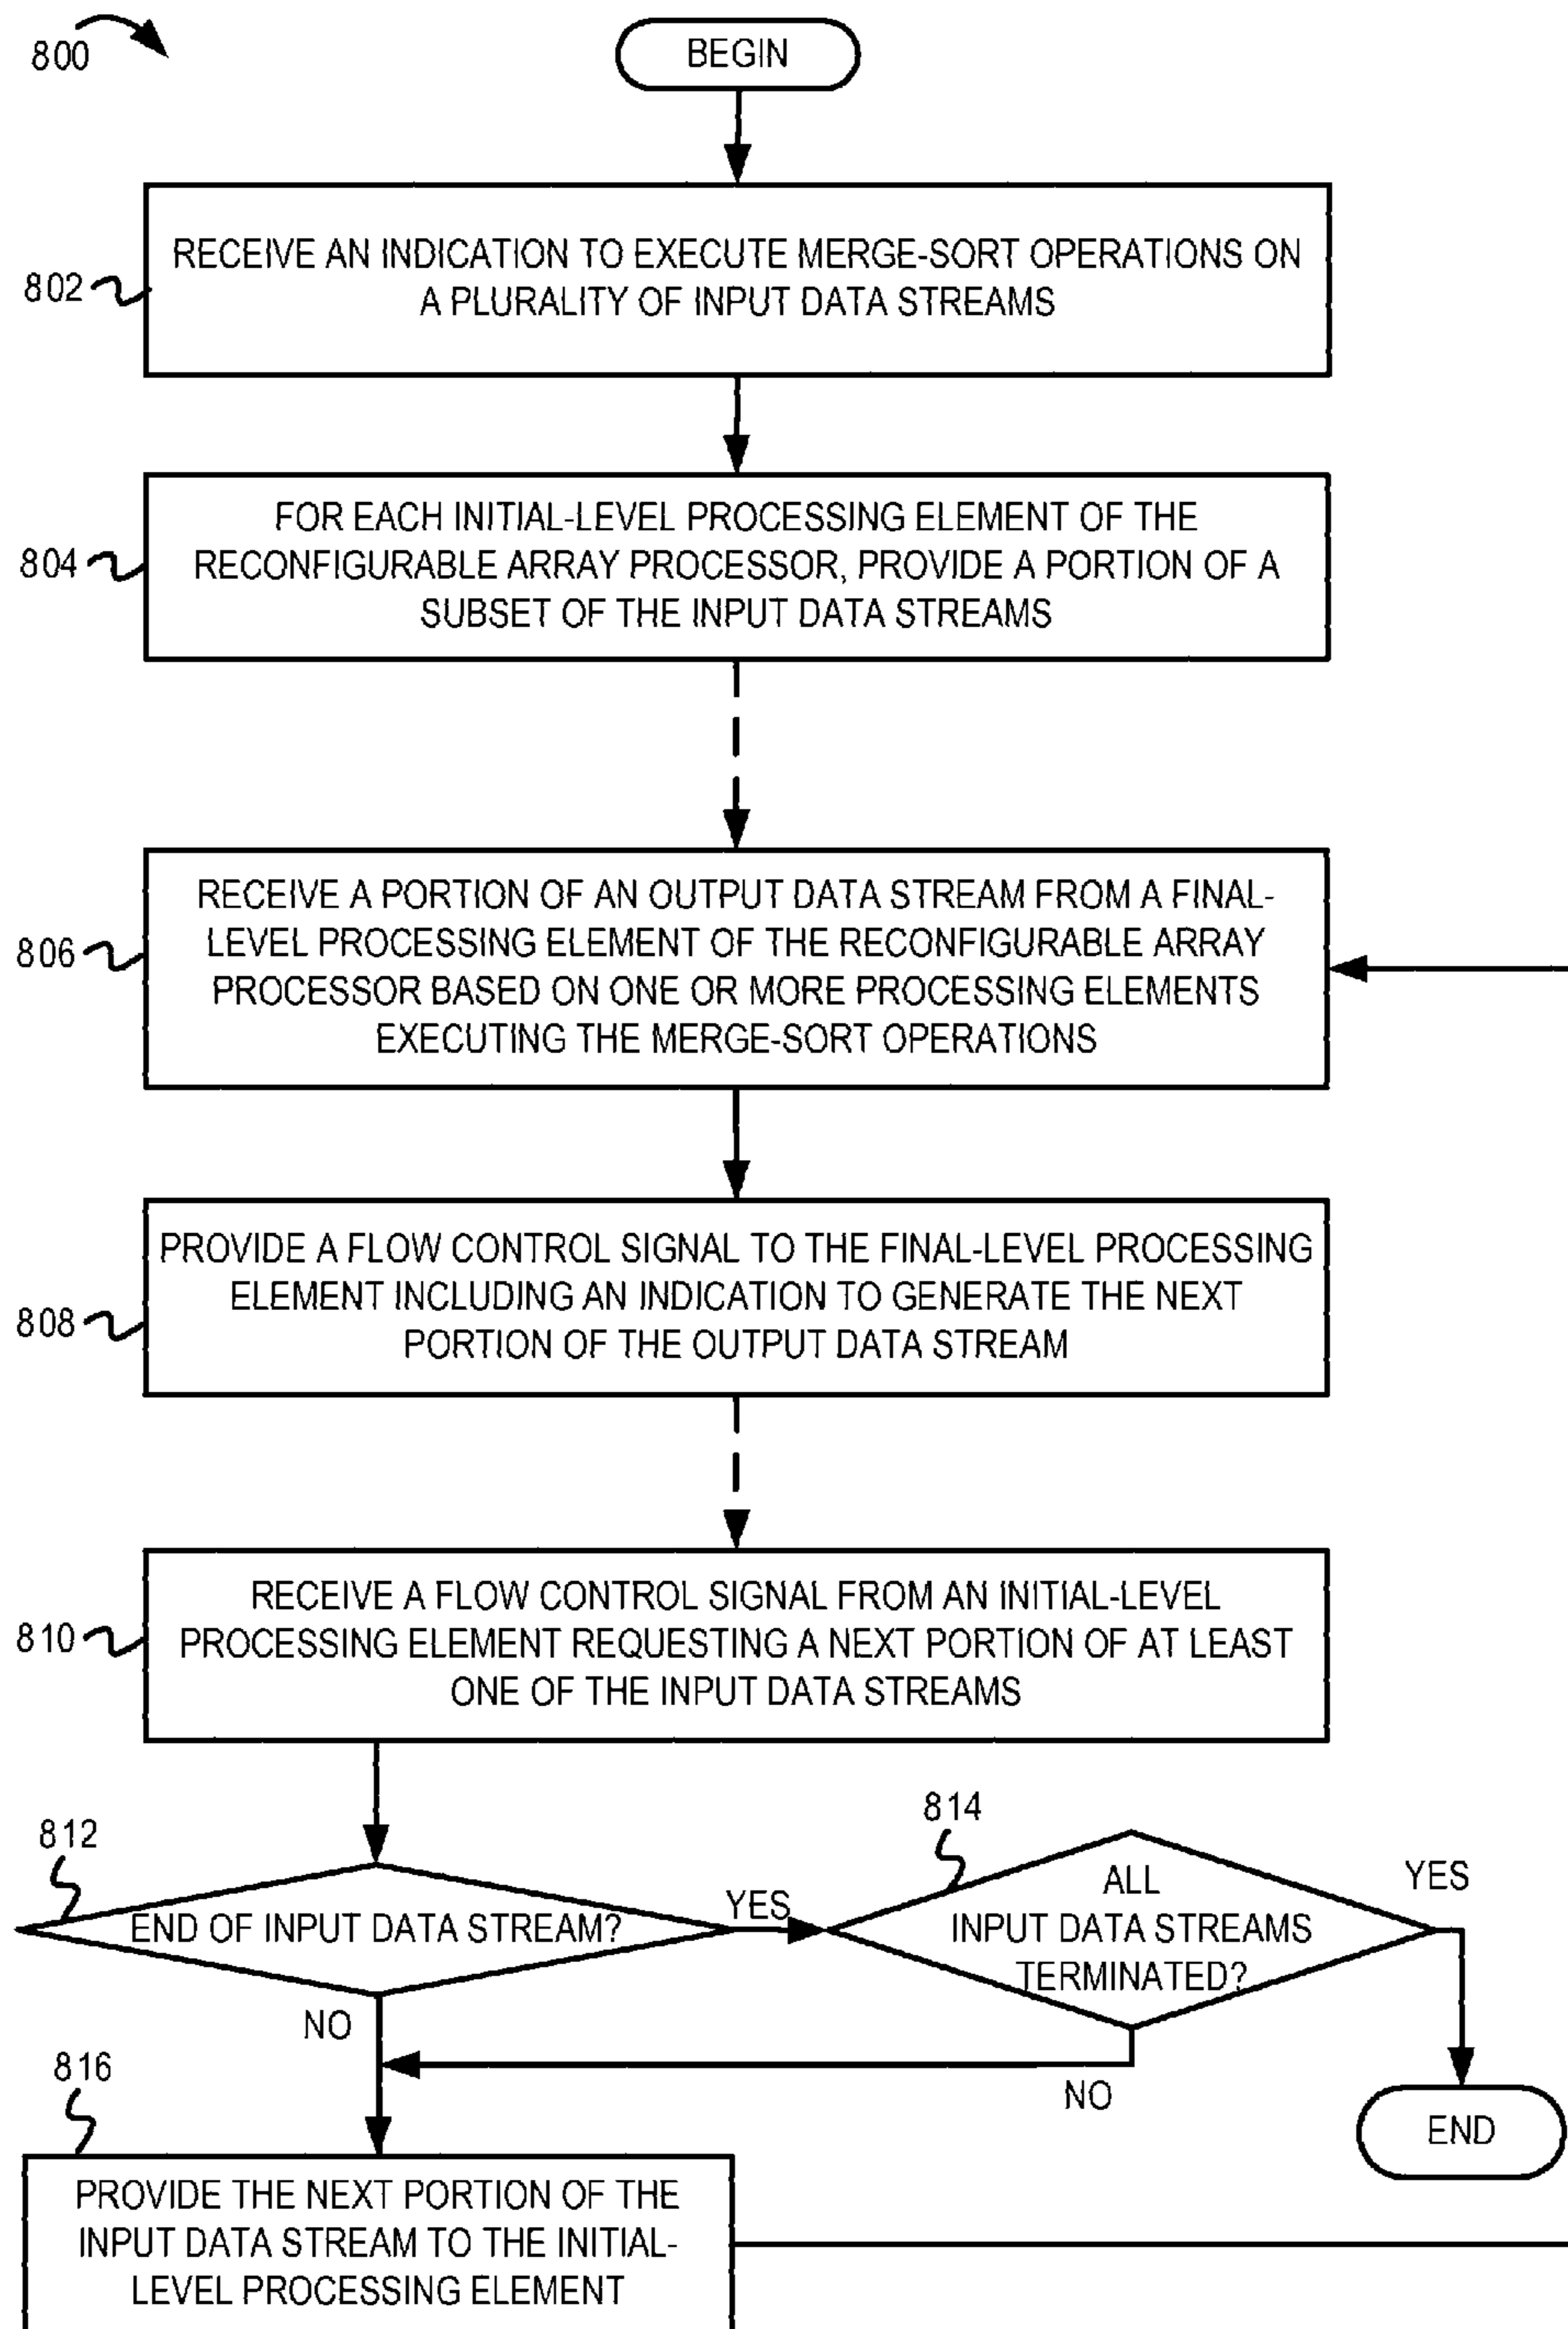 800
BEGIN
802
RECEIVE AN INDICATION TO EXECUTE MERGE-SORT OPERATIONS ON
A PLURALITY OF INPUT DATA STREAMS
804
FOR EACH INITIAL-LEVEL PROCESSING ELEMENT OF THE
RECONFIGURABLE ARRAY PROCESSOR, PROVIDE A PORTION OF A
SUBSET OF THE INPUT DATA STREAMS
806
RECEIVE A PORTION OF AN OUTPUT DATA STREAM FROM A FINAL-
LEVEL PROCESSING ELEMENT OF THE RECONFIGURABLE ARRAY
PROCESSOR BASED ON ONE OR MORE PROCESSING ELEMENTS
EXECUTING THE MERGE-SORT OPERATIONS
808
PROVIDE A FLOW CONTROL SIGNAL TO THE FINAL-LEVEL PROCESSING
ELEMENT INCLUDING AN INDICATION TO GENERATE THE NEXT
PORTION OF THE OUTPUT DATA STREAM
810
RECEIVE A FLOW CONTROL SIGNAL FROM AN INITIAL-LEVEL
PROCESSING ELEMENT REQUESTING A NEXT PORTION OF AT LEAST
ONE OF THE INPUT DATA STREAMS
812
END OF INPUT DATA STREAM?
YES
NO
814
ALL
INPUT DATA STREAMS
TERMINATED?
YES
NO
END
816
PROVIDE THE NEXT PORTION OF THE
INPUT DATA STREAM TO THE INITIAL-
LEVEL PROCESSING ELEMENT